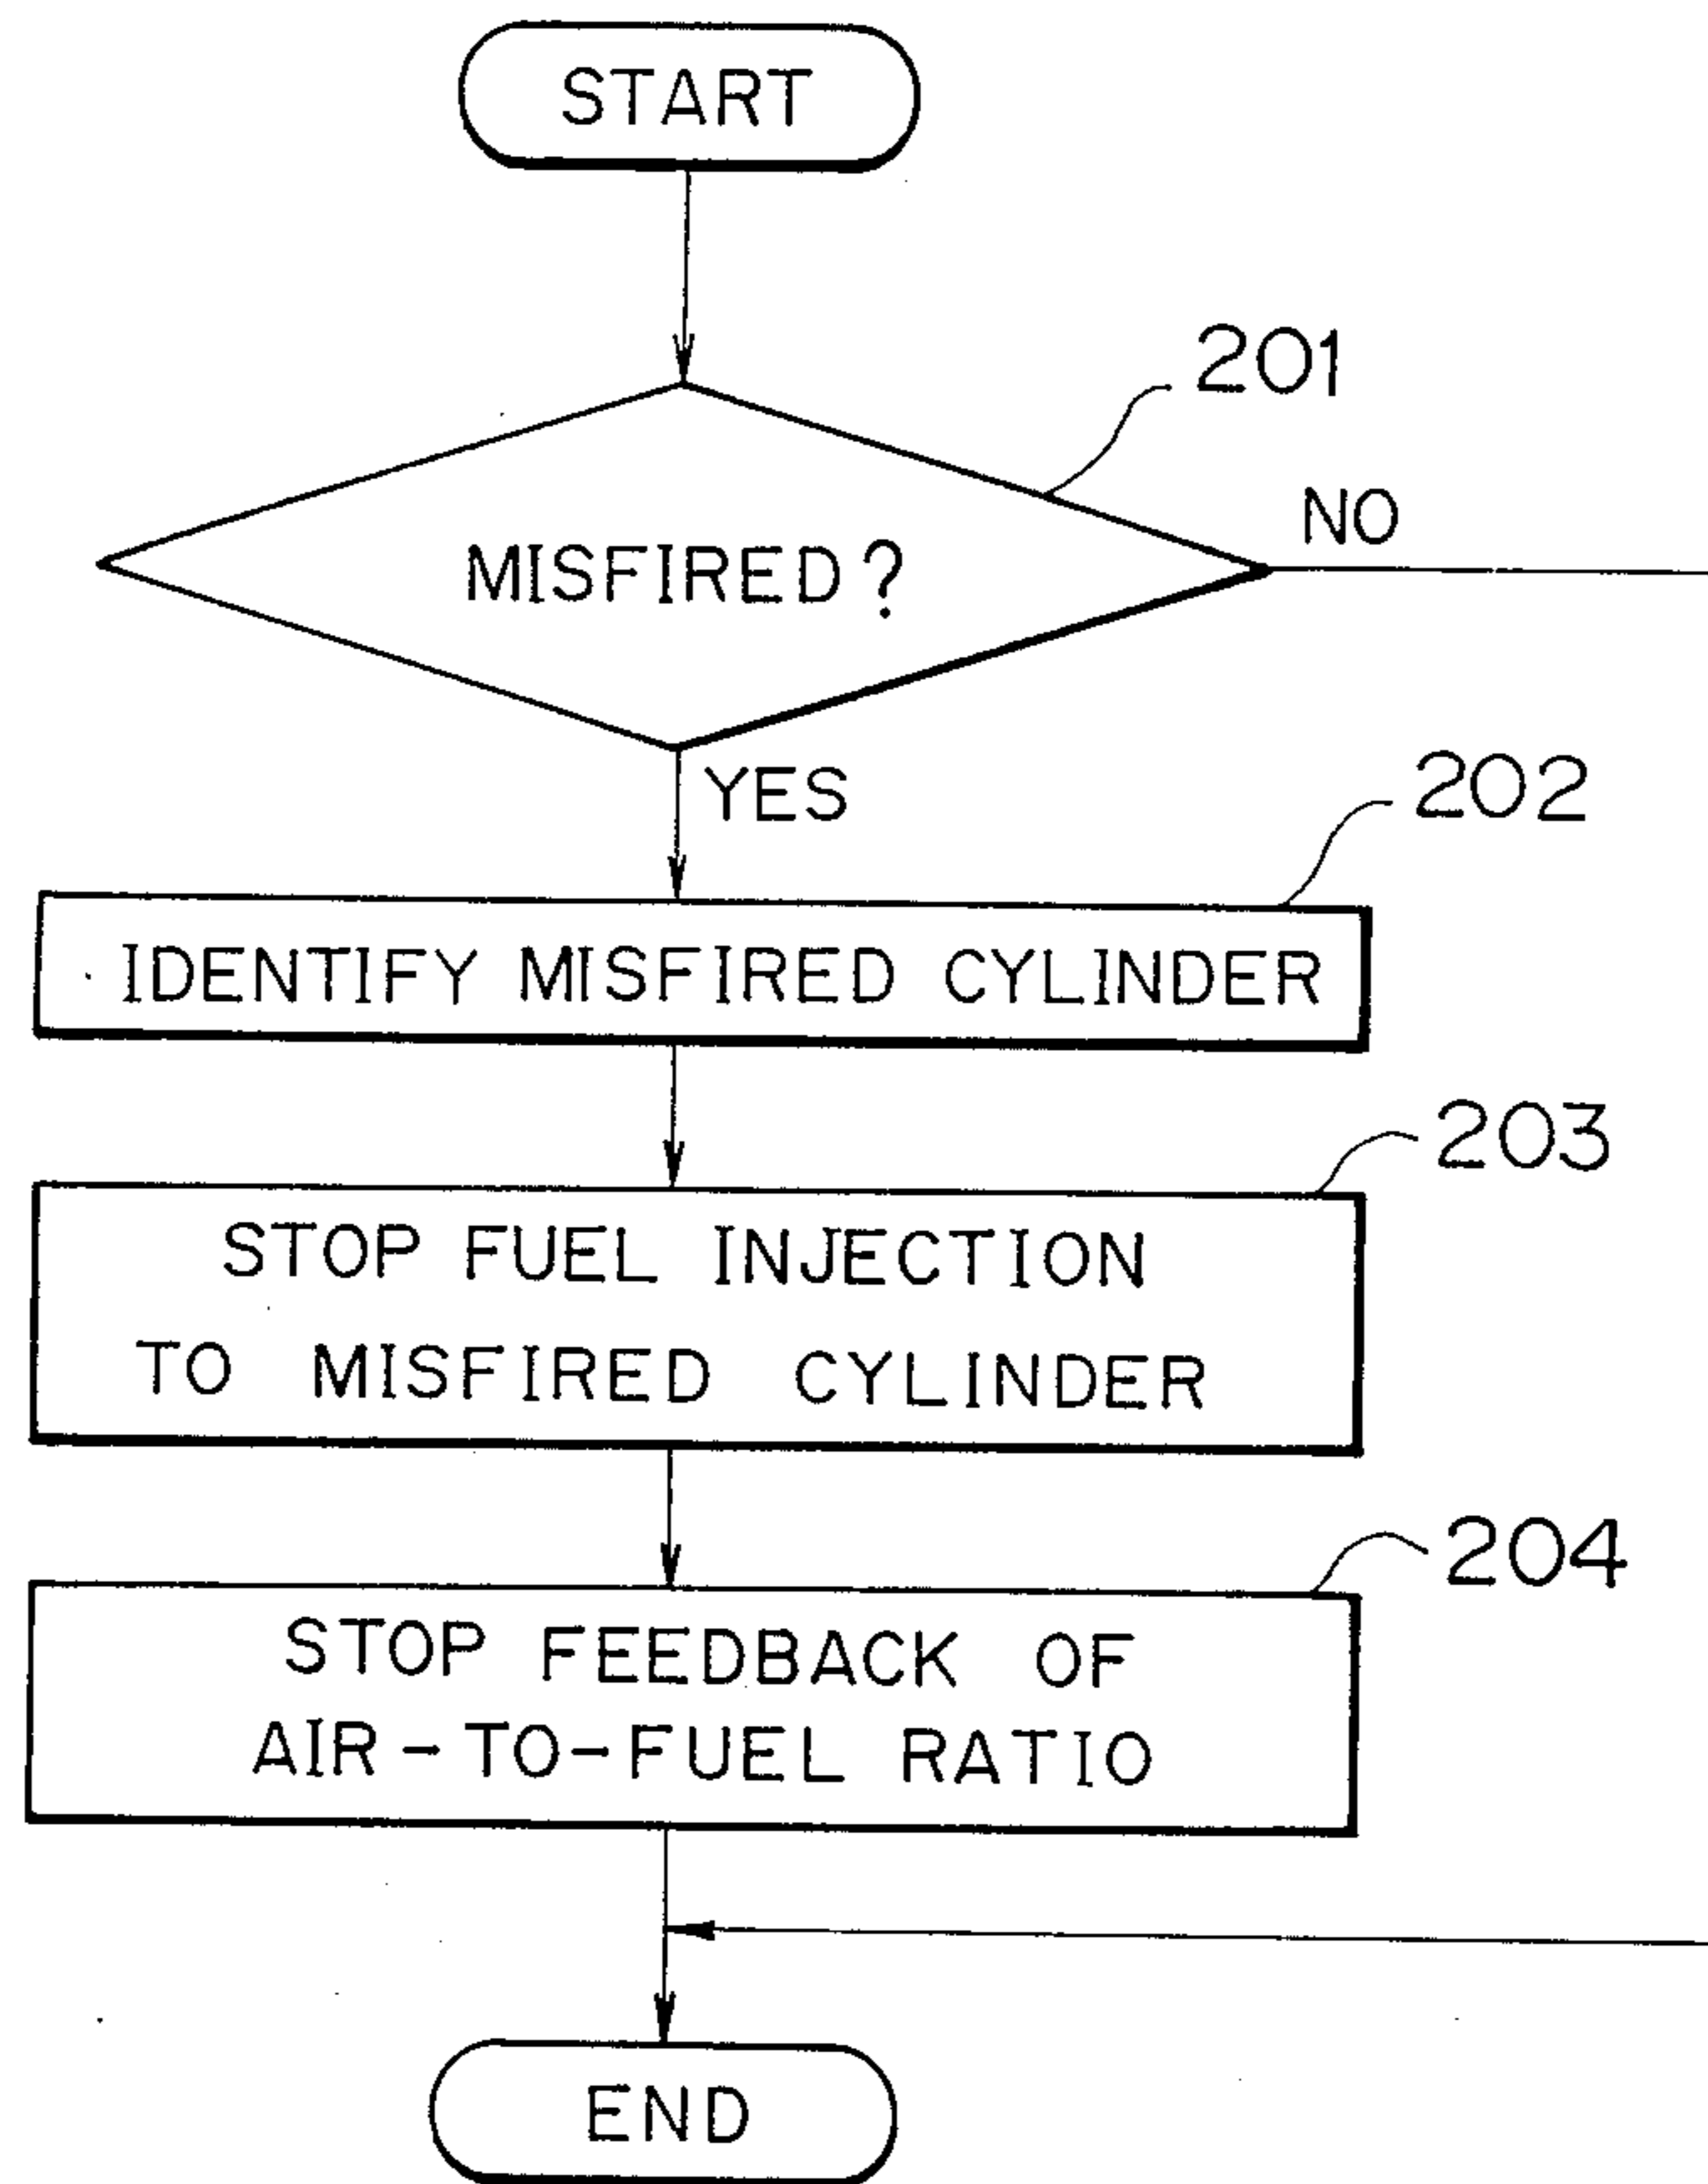 START
201
MISFIRED?
NO
YES
202
IDENTIFY MISFIRED CYLINDER
203
STOP FUEL INJECTION
TO MISFIRED CYLINDER
204
STOP FEEDBACK OF
AIR-TO-FUEL RATIO
END